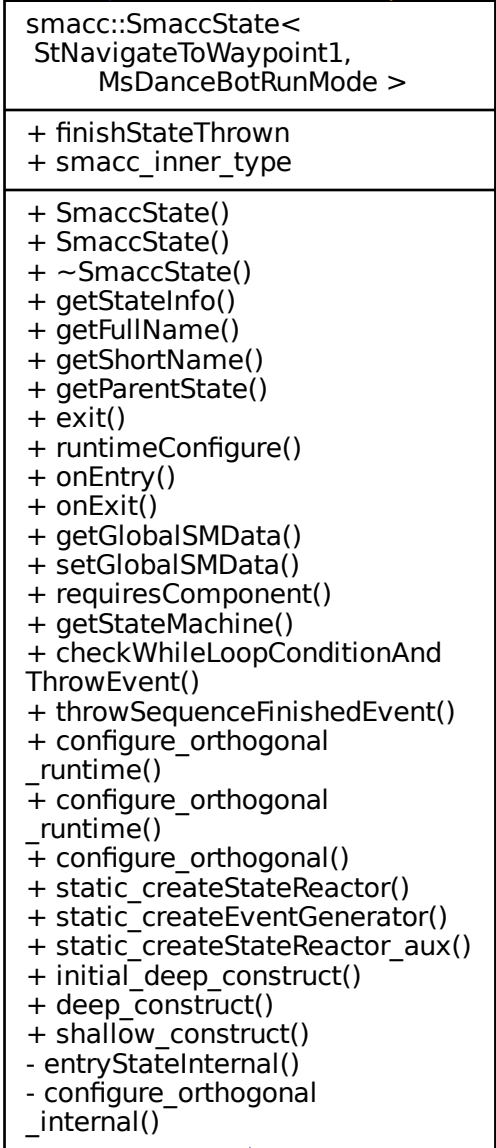 smacc::SmaccState<
StNavigateToWaypoint1,
MsDanceBotRunMode >
+ finishStateThrown
+ smacc_inner_type
+ SmaccState()
+ SmaccState()
+ ~SmaccState()
+ getStateInfo()
+ getFullName()
+ getShortName()
+ getParentState()
+ exit()
+ runtimeConfigure()
+ onEntry()
+ onExit()
+ getGlobalSMData()
+ setGlobalSMData()
+ requiresComponent()
+ getStateMachine()
+ checkWhileLoopConditionAnd
ThrowEvent()
+ throwSequenceFinishedEvent()
+ configure_orthogonal
_runtime()
+ configure_orthogonal
_runtime()
+ configure_orthogonal()
+ static_createStateReactor()
+ static_createEventGenerator()
+ static_createStateReactor_aux()
+ initial_deep_construct()
+ deep_construct()
+ shallow_construct()
- entryStateInternal()
- configure_orthogonal
_internal()